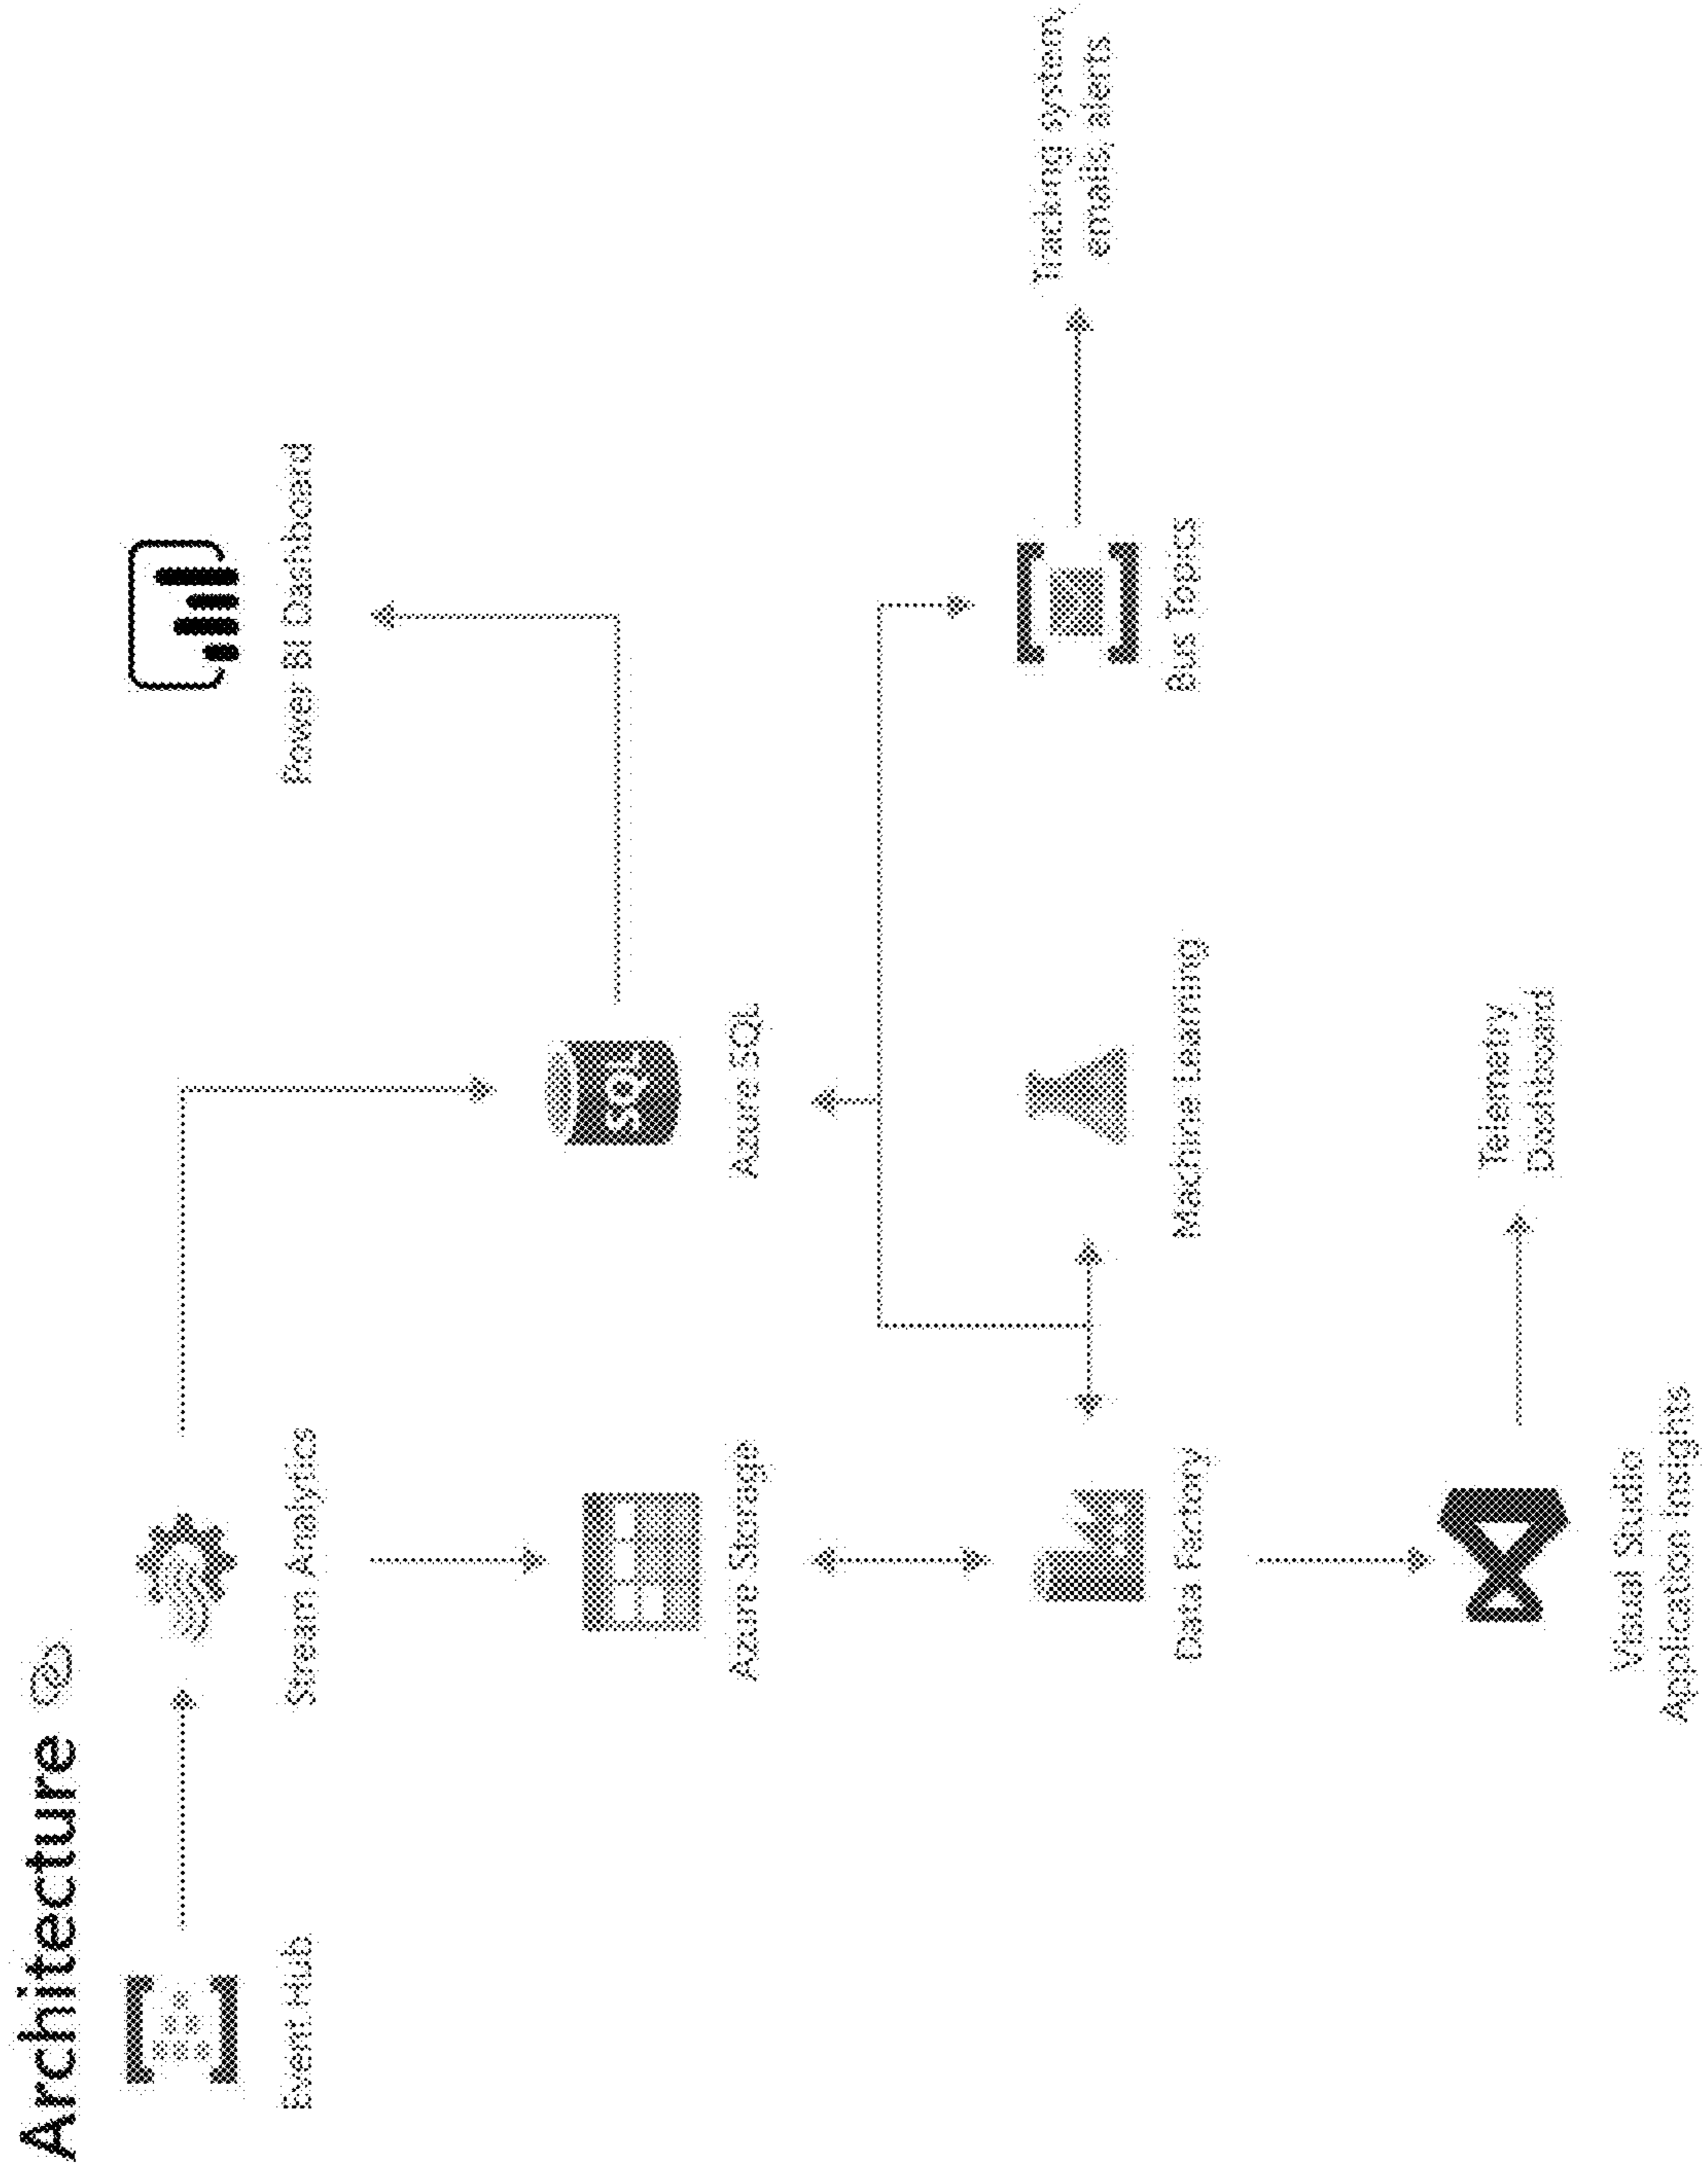 Architecture
Event Hub
Stream Analytics
Power BI Dashboard
Azure Storage
Azure SQL
SQL
Data Factory
Machine Learning
Bus Topics
Tracking system,
emails, alerts
Visual Studio
Application Insights
Telemetry
Dashboard